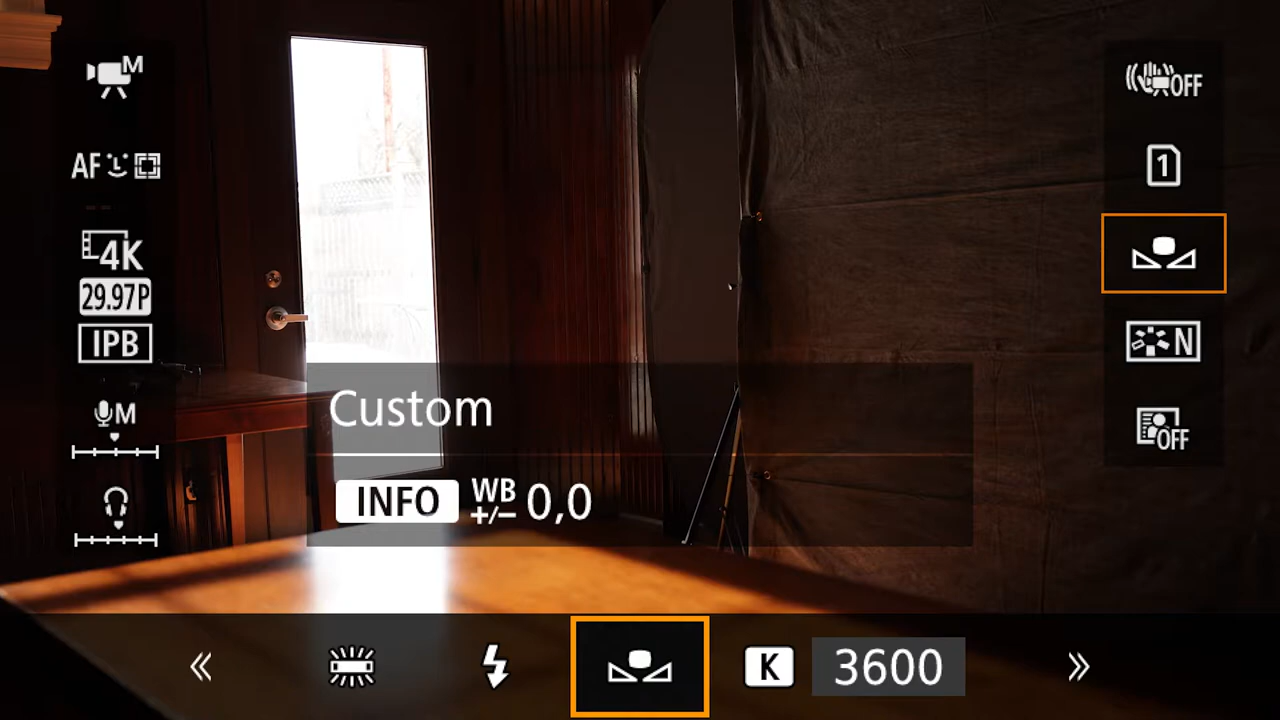 M
AF
4K
29.97P
IPB
M
OFF
1
N
OFF
Custom
INFO WB +/- 0,0
K 3600